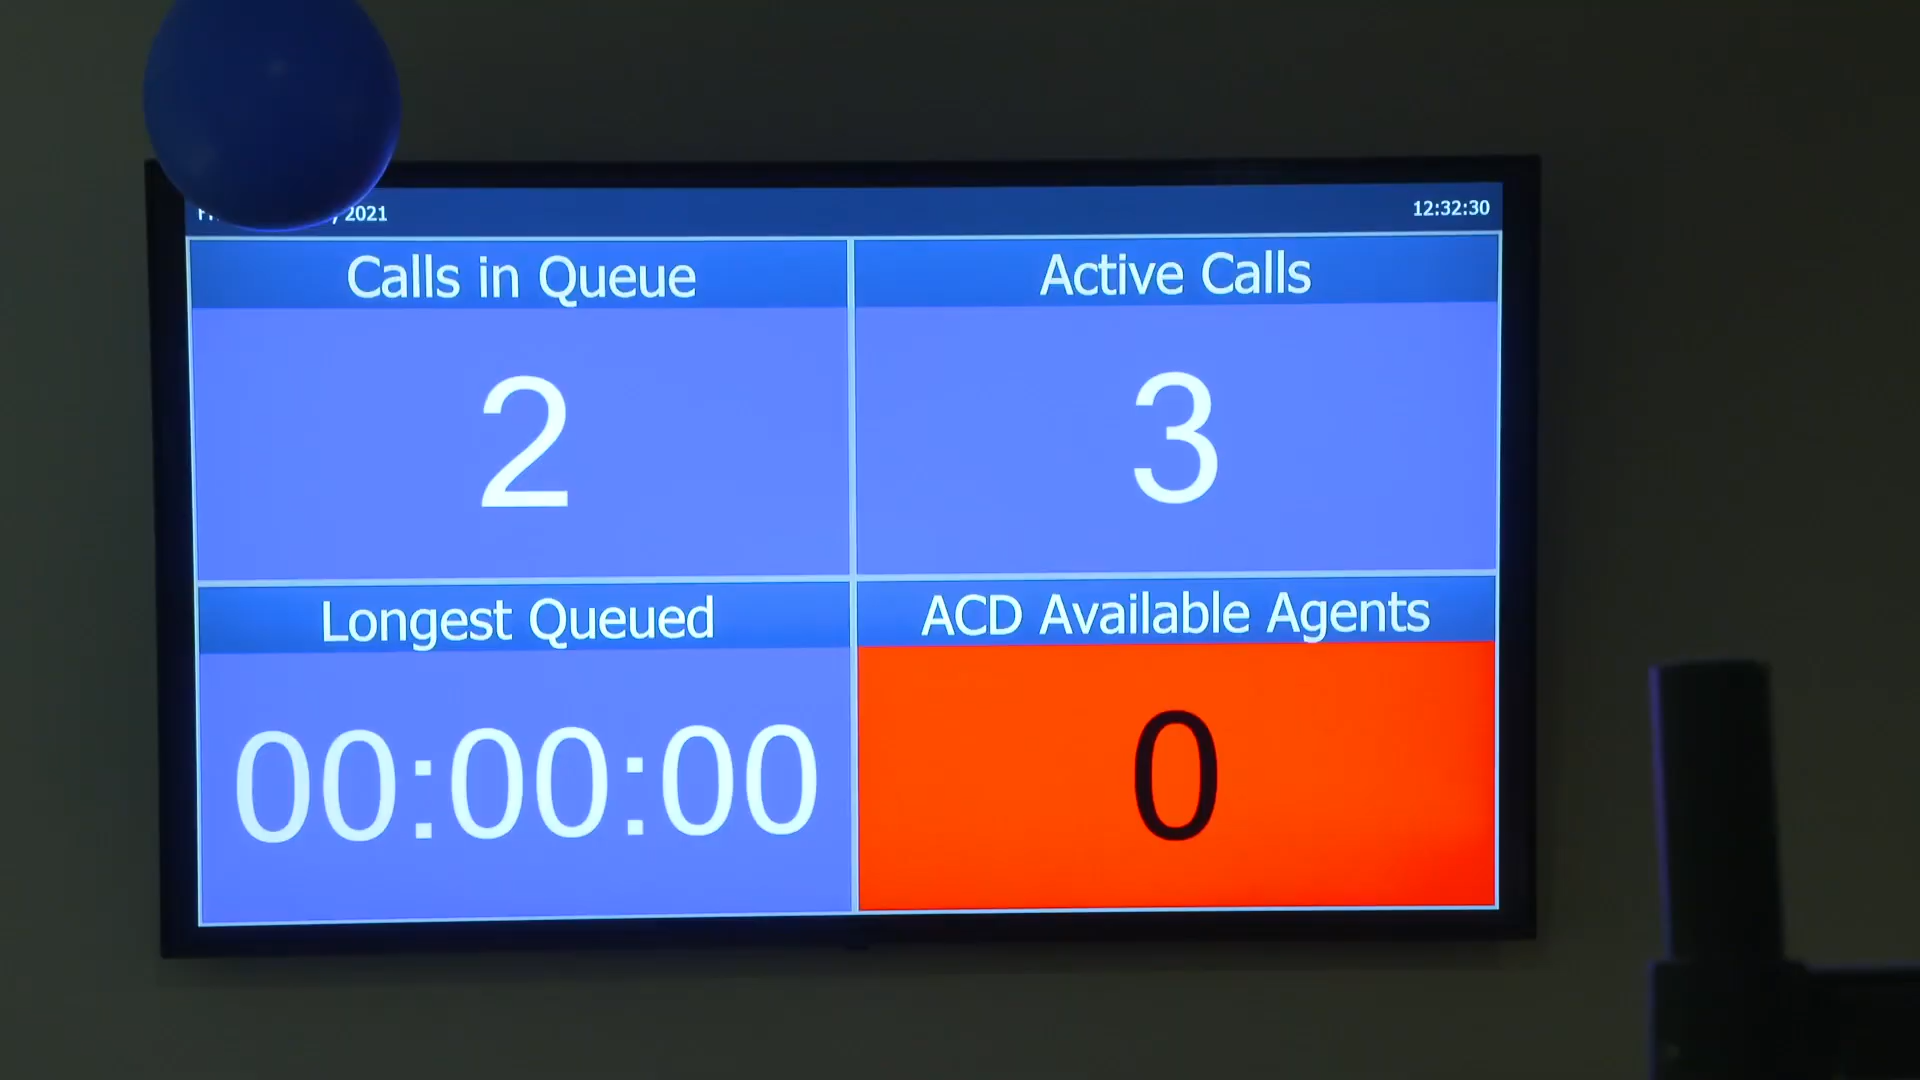 2021
12:32:30
Calls in Queue
Active Calls
2
3
Longest Queued
ACD Available Agents
00:00:00
0